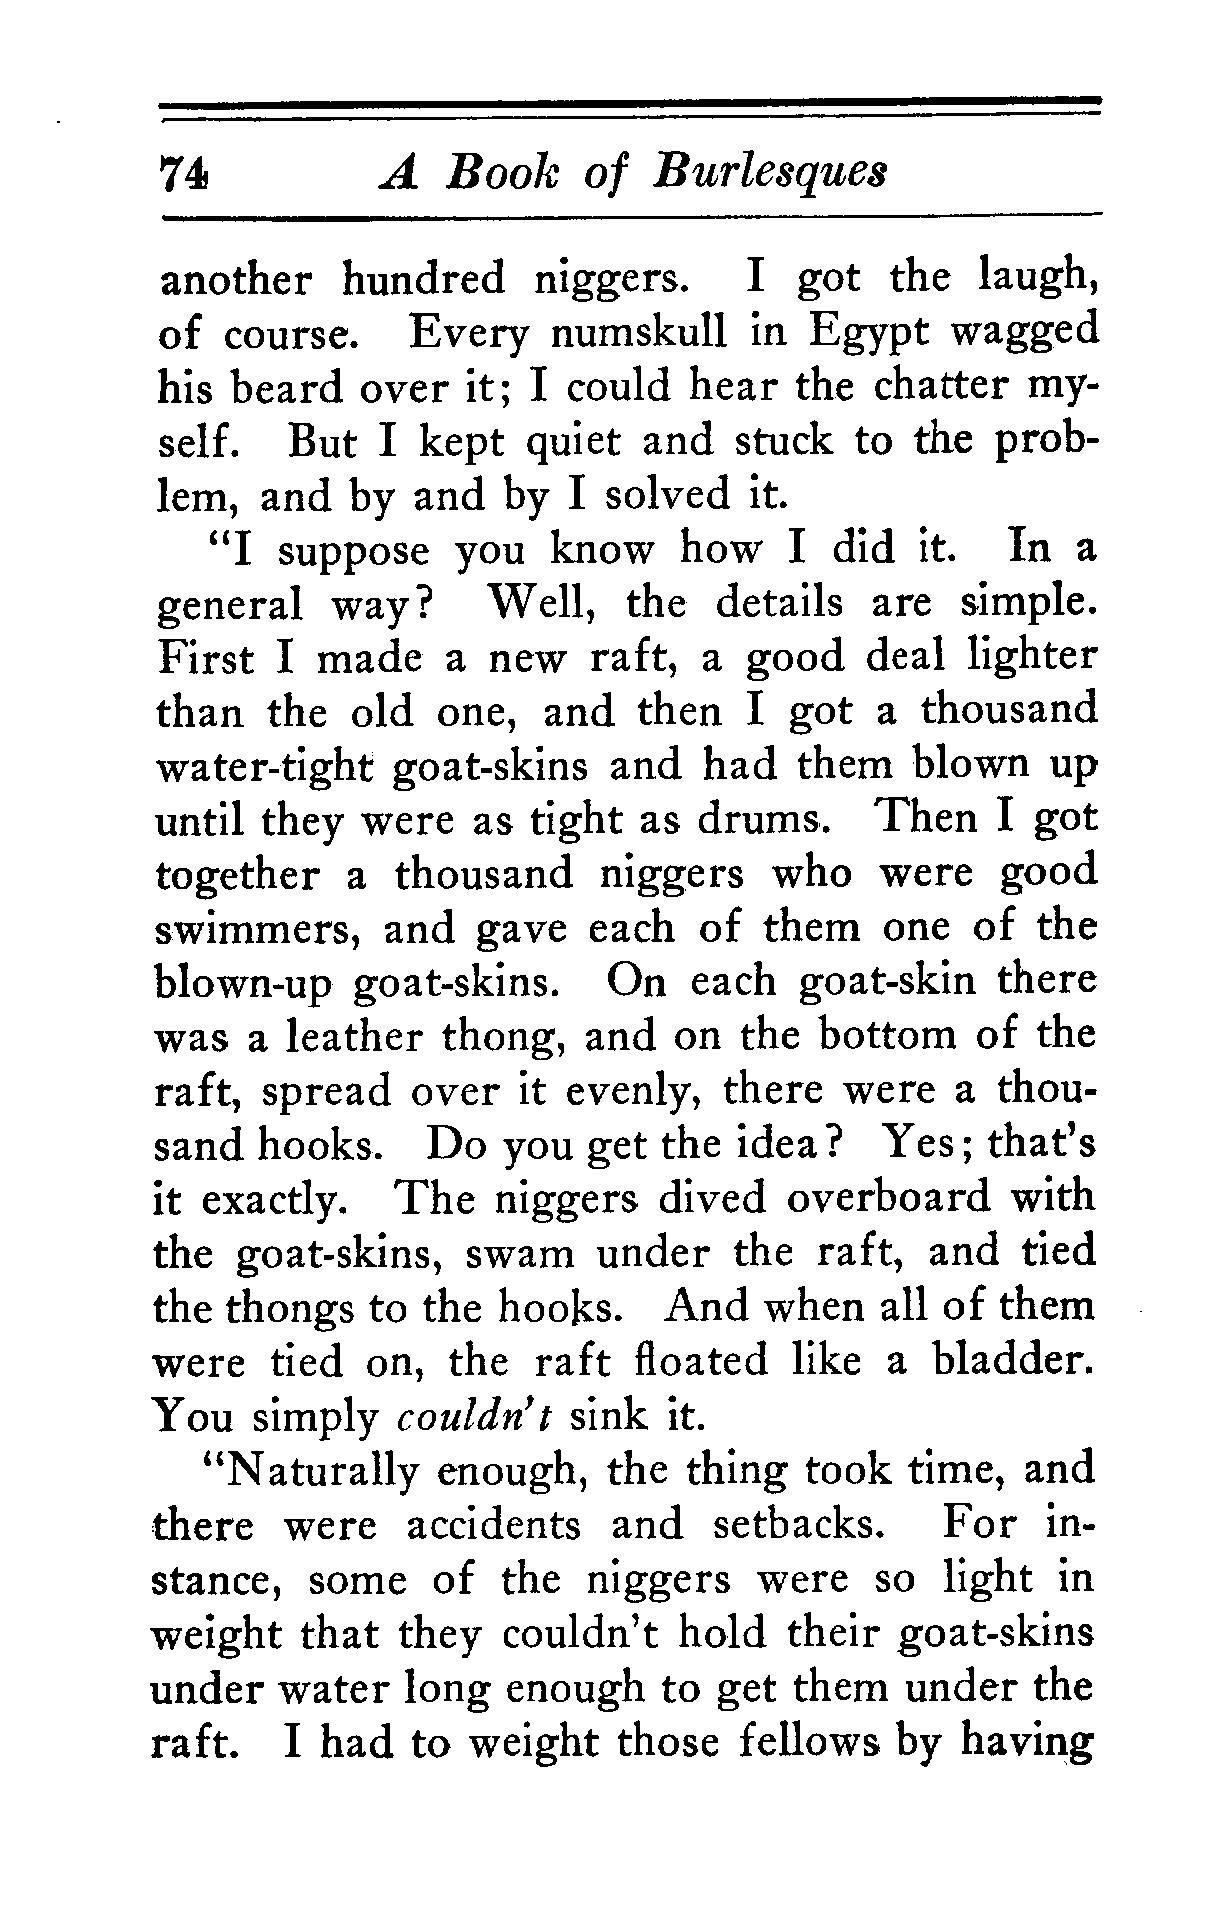 74 A Book of Burlesques
another hundred niggers. I got the laugh,
of course. Every numskull in Egypt wagged
his beard over it; I could hear the chatter my-
self. But I kept quiet and stuck to the prob-
lem, and by and by I solved it.
"I suppose you know how I did it. In a
general way? Well, the details are simple.
First I made a new raft, a good deal lighter
than the old one, and then I got a thousand
water-tight goat-skins and had them blown up
until they were as tight as drums. Then I got
together a thousand niggers who were good
swimmers, and gave each of them one of the
blown-up goat-skins. On each goat-skin there
was a leather thong, and on the bottom of the
raft, spread over it evenly, there were a thou-
sand hooks. Do you get the idea? Yes; that's
it exactly. The niggers dived overboard with
the goat-skins, swam under the raft, and tied
the thongs to the hooks. And when all of them
were tied on, the raft floated like a bladder.
You simply couldn't sink it.
"Naturally enough, the thing took time, and
there were accidents and setbacks. For in-
stance, some of the niggers were so light in
weight that they couldn't hold their goat-skins
under water long enough to get them under the
raft. I had to weight those fellows by having